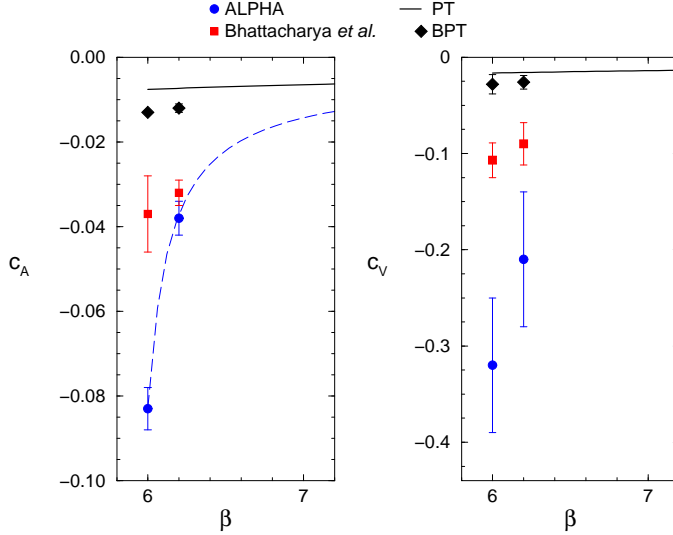 ALPHA PT
Bhattacharya et al. BPT
0.00
−0.02
−0.04
−0.06
−0.08
−0.10
c_A
6 7
β
0
−0.1
−0.2
−0.3
−0.4
c_V
6 7
β